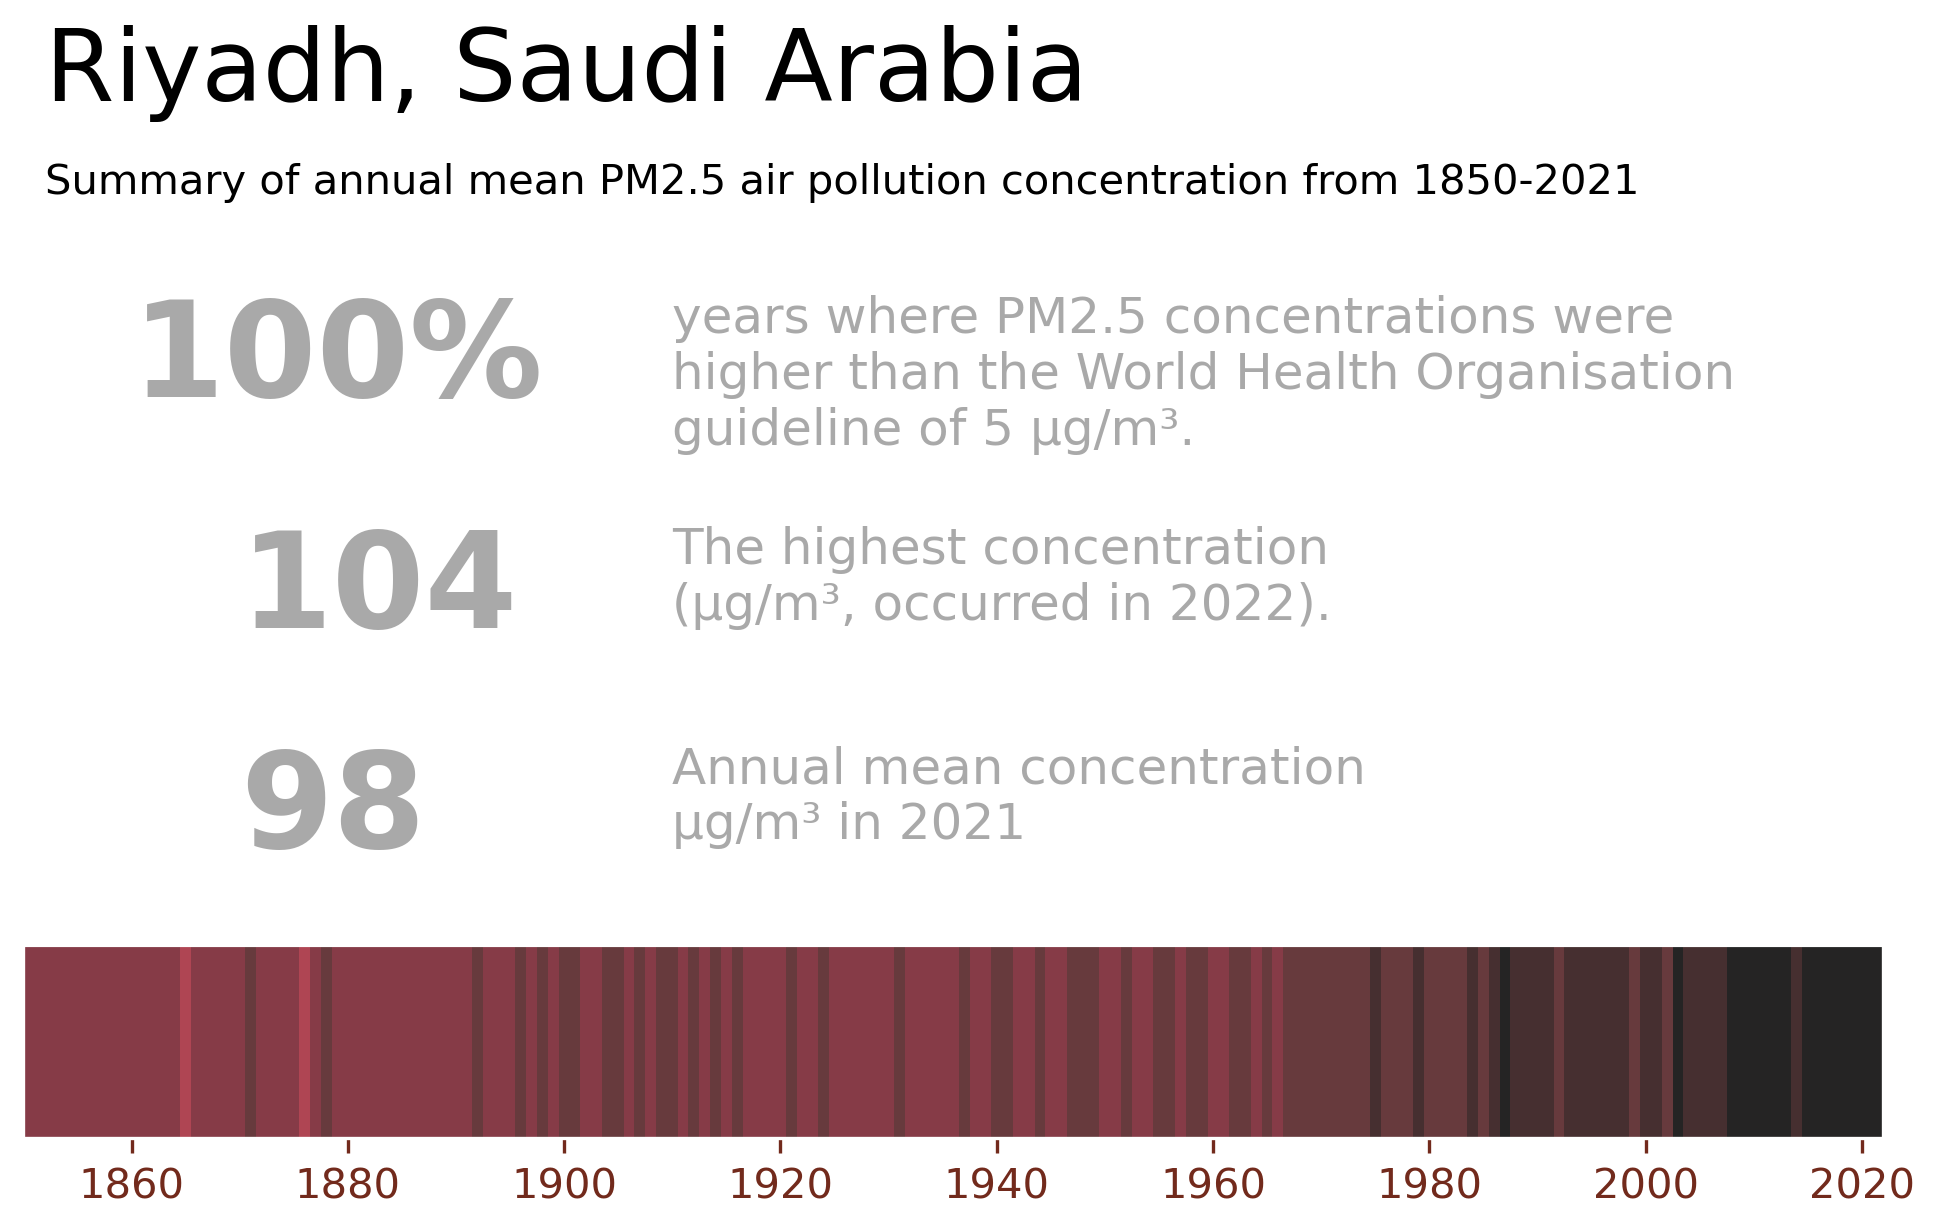 Riyadh, Saudi Arabia
Summary of annual mean PM2.5 air pollution concentration from 1850-2021
100%
years where PM2.5 concentrations were
higher than the World Health Organisation
guideline of 5 µg/m³.
104
The highest concentration
(µg/m³, occurred in 2022).
98
Annual mean concentration
µg/m³ in 2021
1860 1880 1900 1920 1940 1960 1980 2000 2020